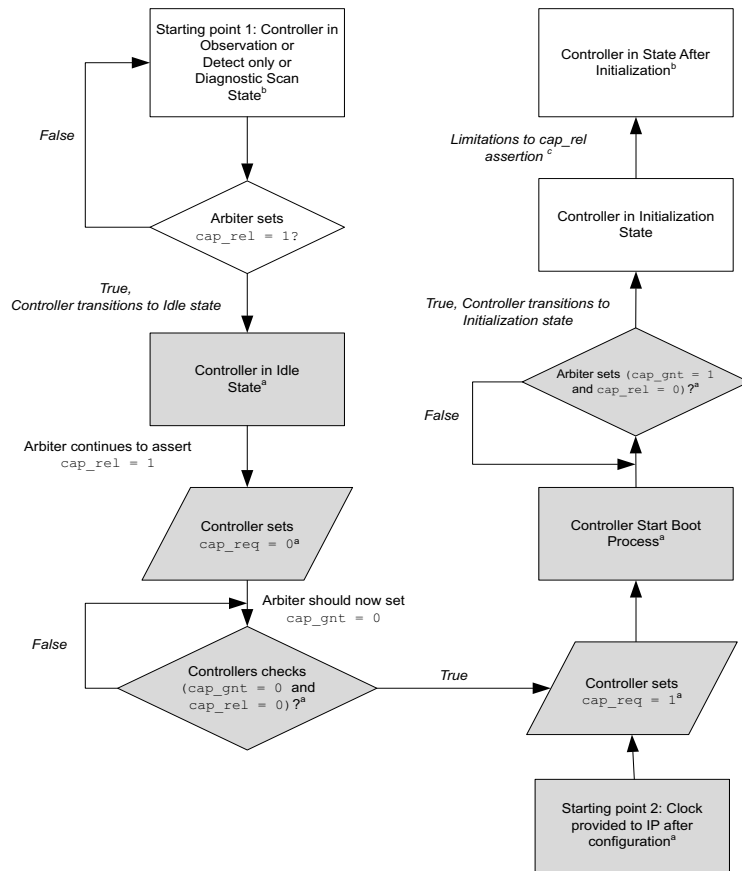 Starting point 1: Controller in
Observation or
Detect only or
Diagnostic Scan
State^b
False
Arbiter sets
cap_rel = 1?
True,
Controller transitions to Idle state
Controller in Idle
State^a
Arbiter continues to assert
cap_rel = 1
Controller sets
cap_req = 0^a
Arbiter should now set
cap_gnt = 0
False
Controllers checks
(cap_gnt = 0 and
cap_rel = 0)?^a
True
Controller in State After
Initialization^b
Limitations to cap_rel
assertion ^c
Controller in Initialization
State
True, Controller transitions to
Initialization state
Arbiter sets (cap_gnt = 1
and cap_rel = 0)?^a
False
Controller Start Boot
Process^a
Controller sets
cap_req = 1^a
Starting point 2: Clock
provided to IP after
configuration^a